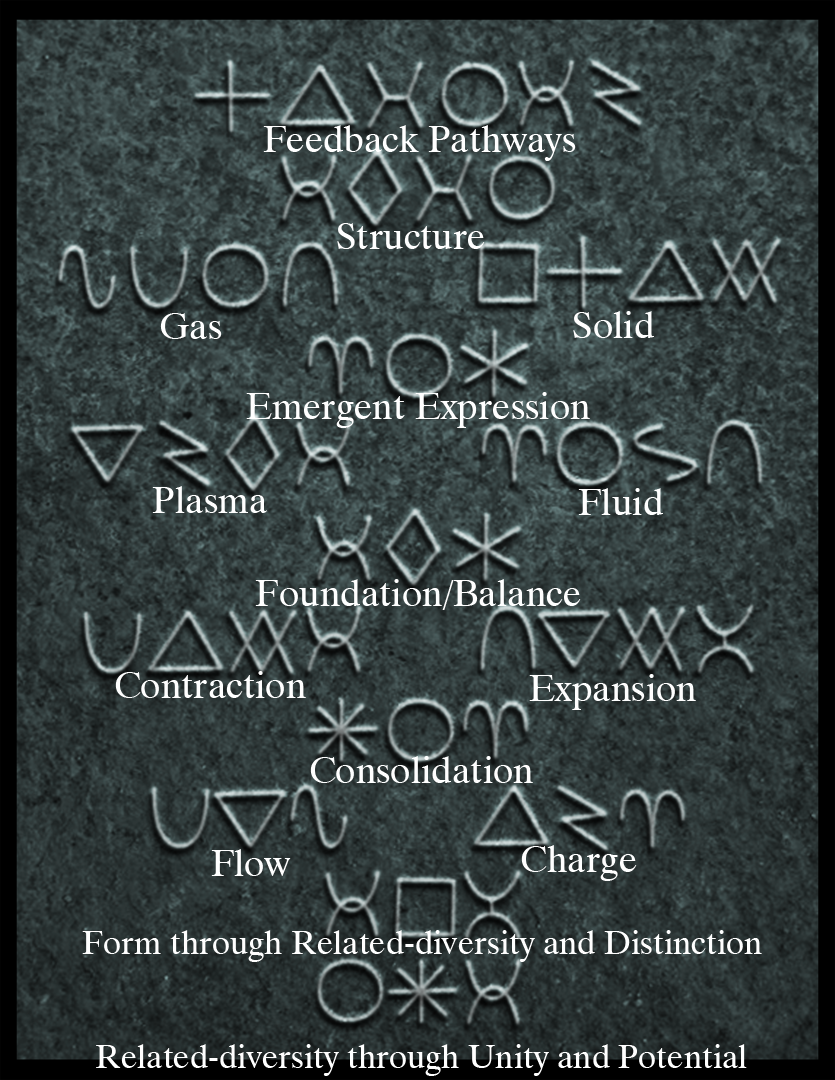 Feedback Pathways
Structure
Gas Solid
Emergent Expression
Plasma Fluid
Foundation/Balance
Contraction Expansion
Consolidation
Flow Charge
Form through Related-diversity and Distinction
Related-diversity through Unity and Potential